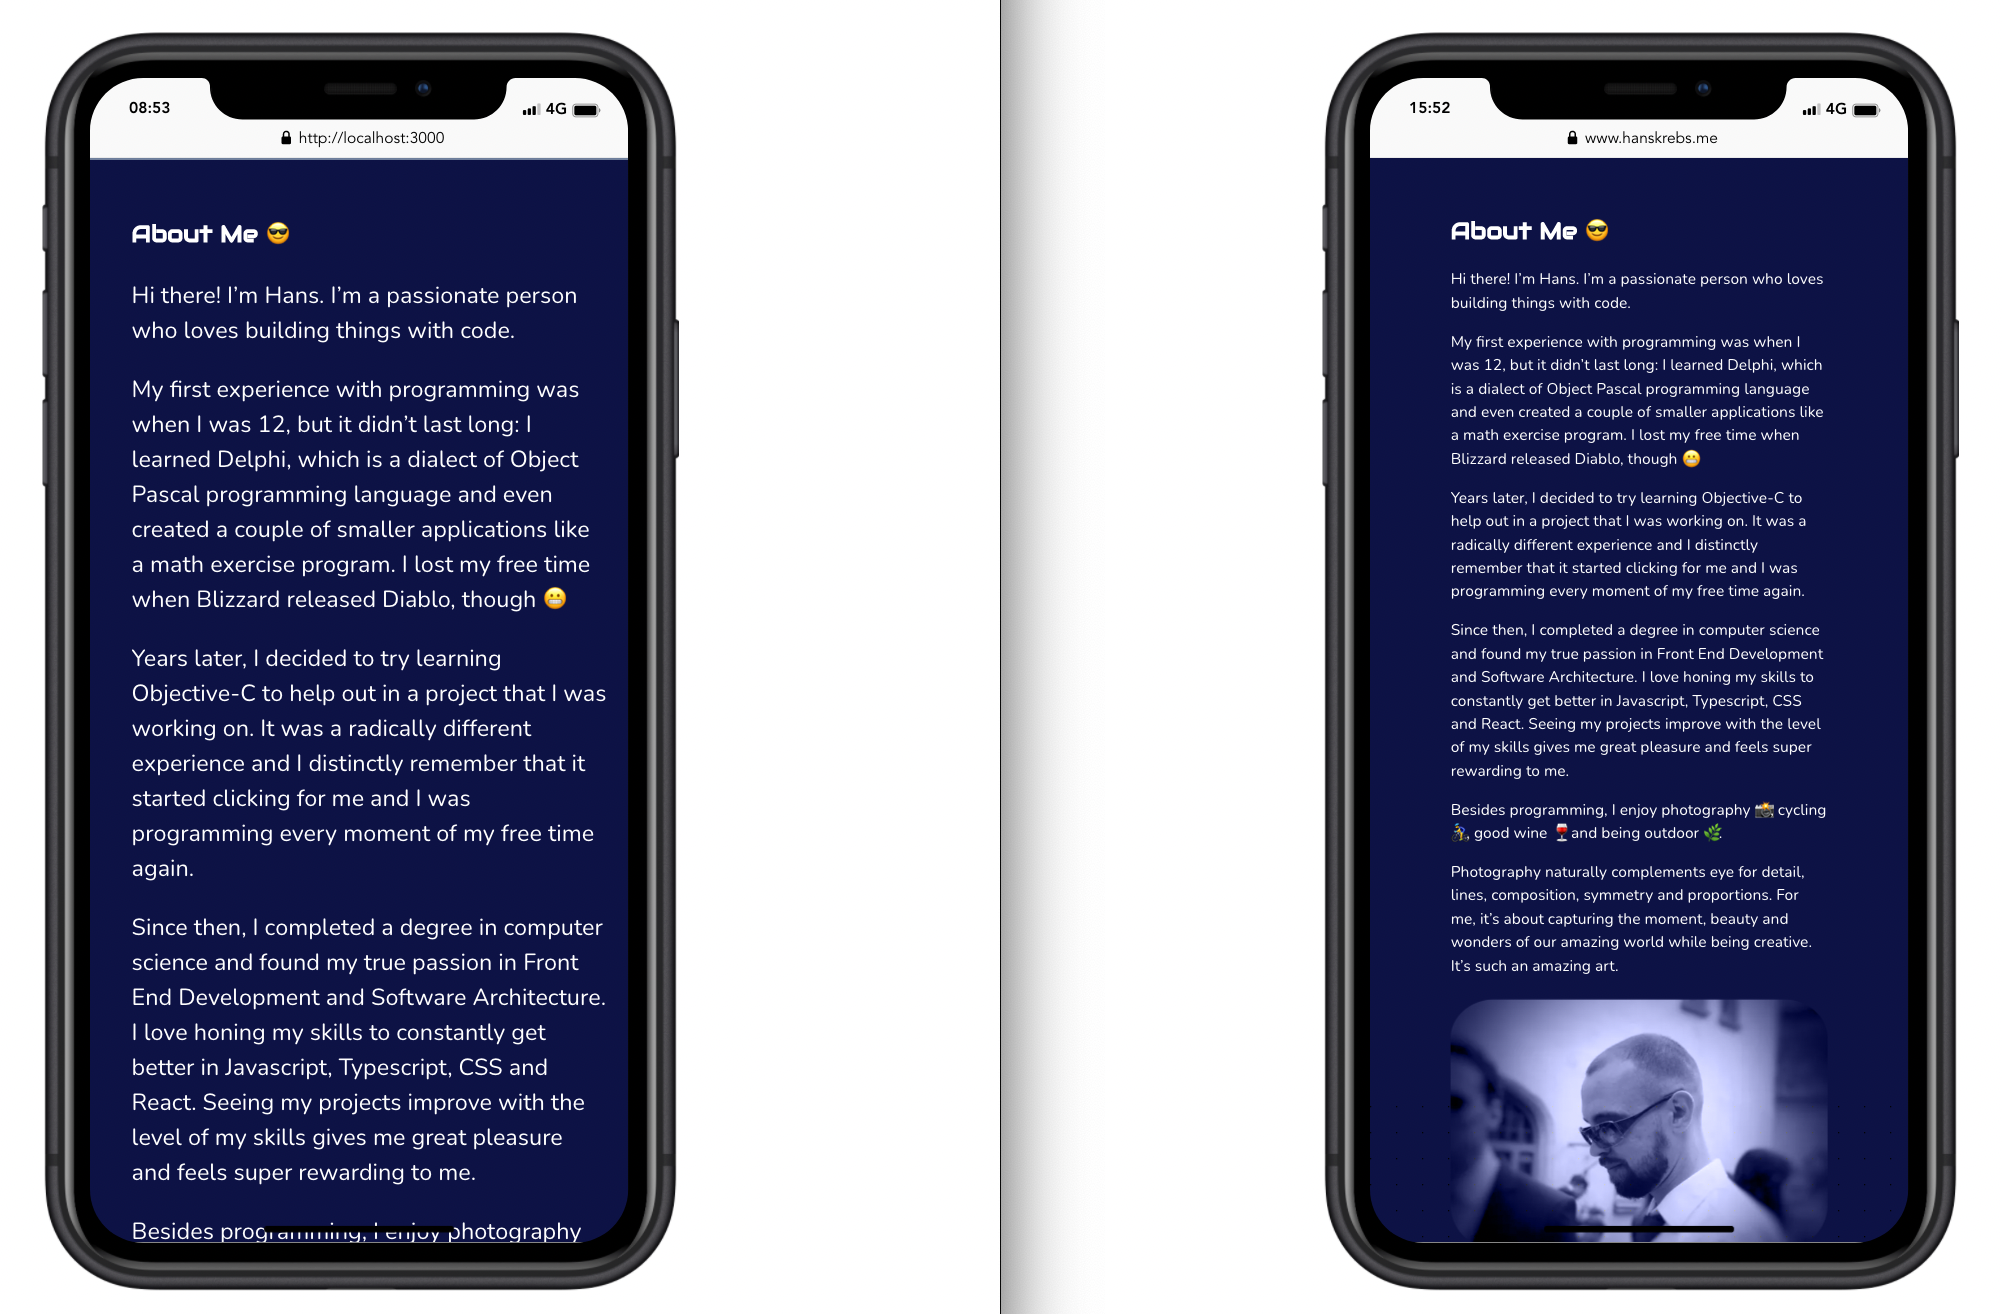 08:53
4G
http://localhost:3000
About Me 😎
Hi there! I’m Hans. I’m a passionate person
who loves building things with code.
My first experience with programming was
when I was 12, but it didn’t last long: I
learned Delphi, which is a dialect of Object
Pascal programming language and even
created a couple of smaller applications like
a math exercise program. I lost my free time
when Blizzard released Diablo, though 😬
Years later, I decided to try learning
Objective-C to help out in a project that I was
working on. It was a radically different
experience and I distinctly remember that it
started clicking for me and I was
programming every moment of my free time
again.
Since then, I completed a degree in computer
science and found my true passion in Front
End Development and Software Architecture.
I love honing my skills to constantly get
better in Javascript, Typescript, CSS and
React. Seeing my projects improve with the
level of my skills gives me great pleasure
and feels super rewarding to me.
Besides programming, I enjoy photography
15:52
4G
www.hanskrebs.me
About Me 😎
Hi there! I’m Hans. I’m a passionate person who loves
building things with code.
My first experience with programming was when I
was 12, but it didn’t last long: I learned Delphi, which
is a dialect of Object Pascal programming language
and even created a couple of smaller applications like
a math exercise program. I lost my free time when
Blizzard released Diablo, though 😬
Years later, I decided to try learning Objective-C to
help out in a project that I was working on. It was a
radically different experience and I distinctly
remember that it started clicking for me and I was
programming every moment of my free time again.
Since then, I completed a degree in computer science
and found my true passion in Front End Development
and Software Architecture. I love honing my skills to
constantly get better in Javascript, Typescript, CSS
and React. Seeing my projects improve with the level
of my skills gives me great pleasure and feels super
rewarding to me.
Besides programming, I enjoy photography 📸, cycling
🚴, good wine 🍷and being outdoor 🌿
Photography naturally complements eye for detail,
lines, composition, symmetry and proportions. For
me, it’s about capturing the moment, beauty and
wonders of our amazing world while being creative.
It’s such an amazing art.